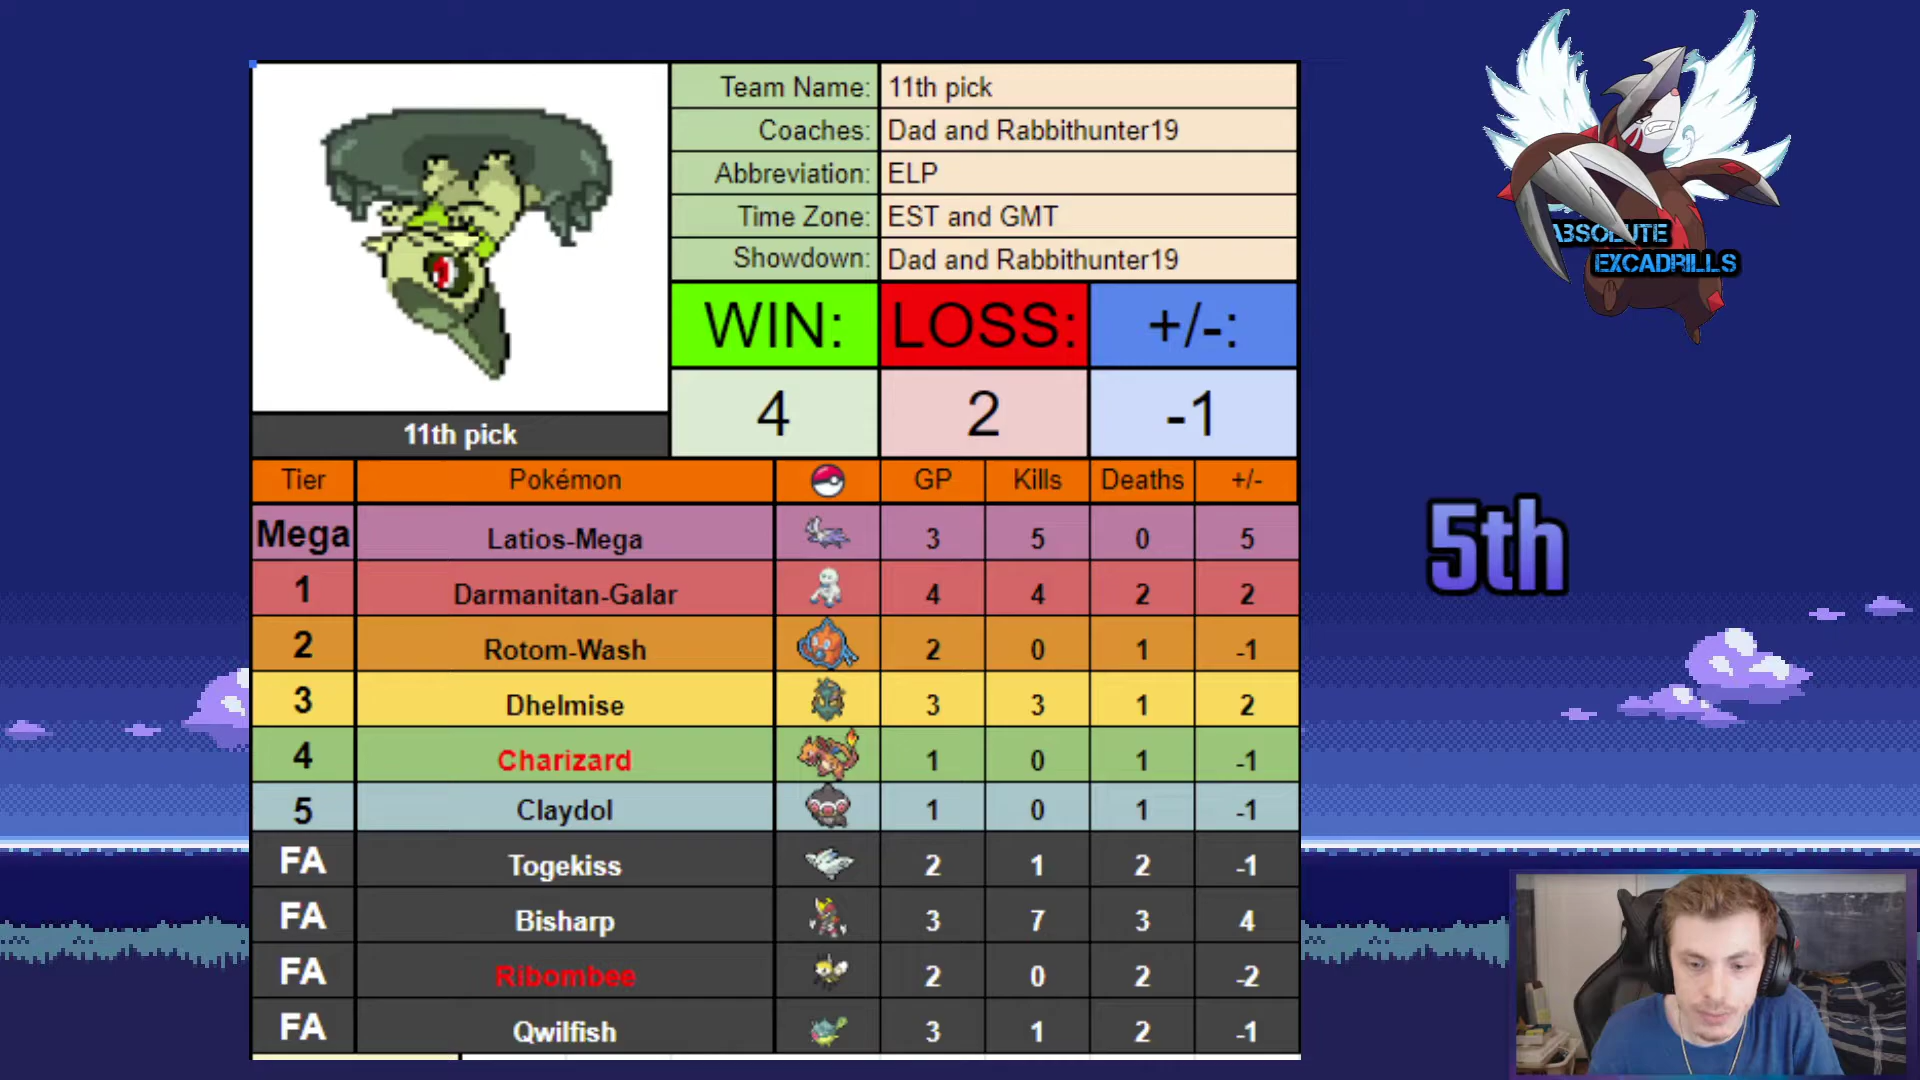 Team Name: 11th pick
Coaches: Dad and Rabbithunter19
Abbreviation: ELP
Time Zone: EST and GMT
Showdown: Dad and Rabbithunter19
WIN: LOSS: +/-:
4 2 -1
11th pick
Tier Pokémon GP Kills Deaths +/-
Mega Latios-Mega 3 5 0 5
1 Darmanitan-Galar 4 4 2 2
2 Rotom-Wash 2 0 1 -1
3 Dhelmise 3 3 1 2
4 Charizard 1 0 1 -1
5 Claydol 1 0 1 -1
FA Togekiss 2 1 2 -1
FA Bisharp 3 7 3 4
FA Ribombee 2 0 2 -2
FA Qwilfish 3 1 2 -1
ABSOLUTE
EXCADRILLS
5th